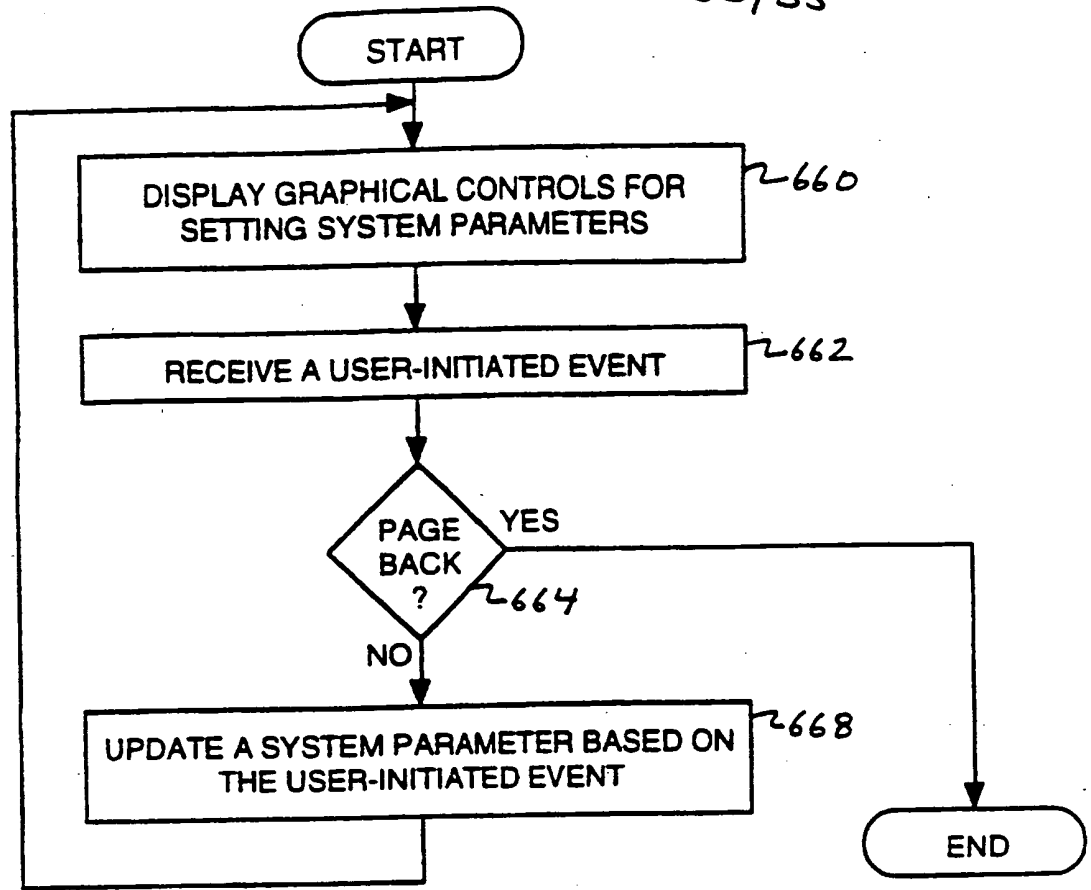 START
DISPLAY GRAPHICAL CONTROLS FOR
SETTING SYSTEM PARAMETERS
660
RECEIVE A USER-INITIATED EVENT
662
PAGE
BACK
?
YES
664
NO
UPDATE A SYSTEM PARAMETER BASED ON
THE USER-INITIATED EVENT
668
END